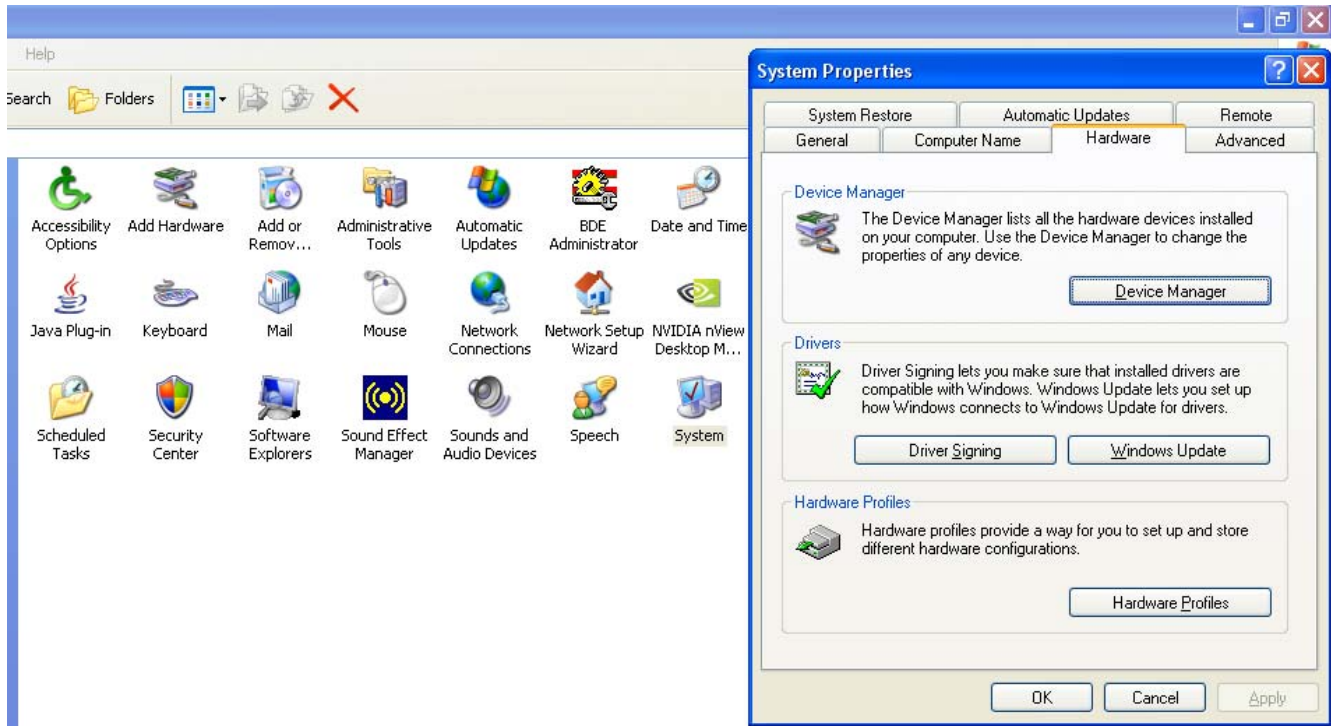 Help
Search Folders
Accessibility Options
Add Hardware
Add or Remov...
Administrative Tools
Automatic Updates
BDE Administrator
Date and Time
Java Plug-in
Keyboard
Mail
Mouse
Network Connections
Network Setup Wizard
NVIDIA nView Desktop M...
Scheduled Tasks
Security Center
Software Explorers
Sound Effect Manager
Sounds and Audio Devices
Speech
System
System Properties
System Restore Automatic Updates Remote
General Computer Name Hardware Advanced
Device Manager
The Device Manager lists all the hardware devices installed
on your computer. Use the Device Manager to change the
properties of any device.
Device Manager
Drivers
Driver Signing lets you make sure that installed drivers are
compatible with Windows. Windows Update lets you set up
how Windows connects to Windows Update for drivers.
Driver Signing Windows Update
Hardware Profiles
Hardware profiles provide a way for you to set up and store
different hardware configurations.
Hardware Profiles
OK Cancel Apply